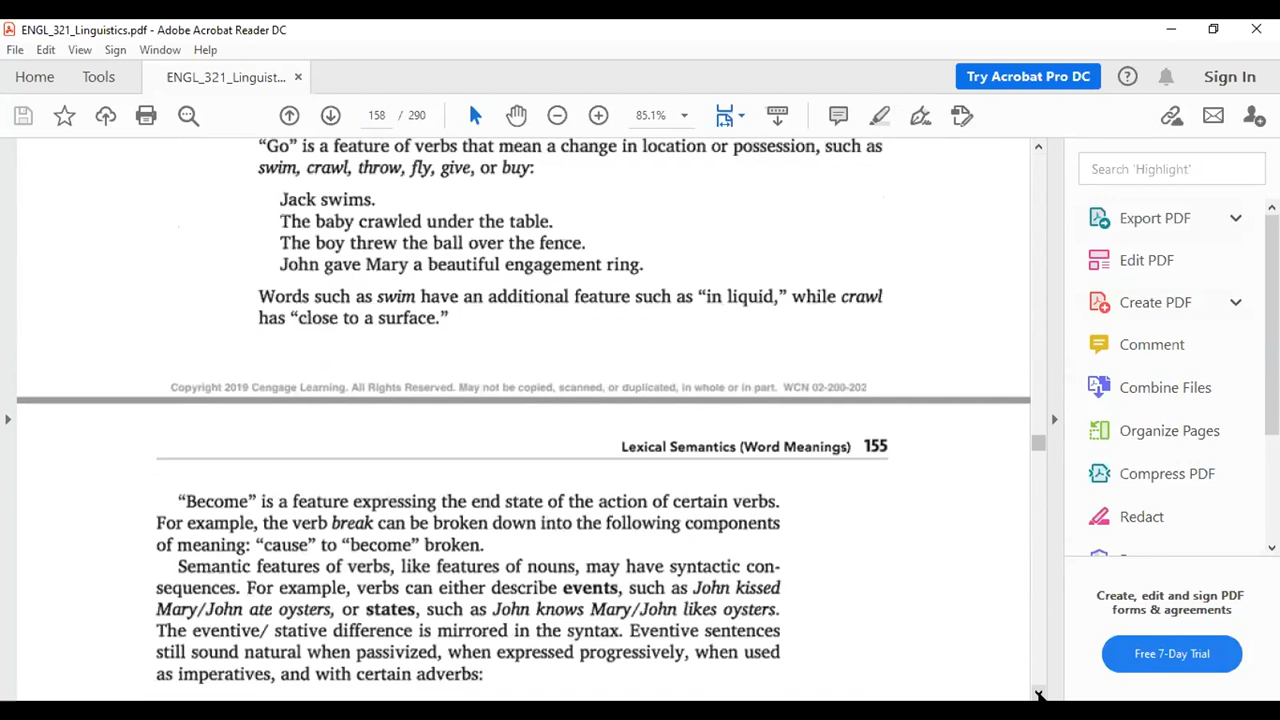 ENGL_321_Linguistics.pdf - Adobe Acrobat Reader DC
File Edit View Sign Window Help
Home Tools ENGL_321_Linguist... × Try Acrobat Pro DC Sign In
158 / 290 85.1%
“Go” is a feature of verbs that mean a change in location or possession, such as
swim, crawl, throw, fly, give, or buy:
Jack swims.
The baby crawled under the table.
The boy threw the ball over the fence.
John gave Mary a beautiful engagement ring.
Words such as swim have an additional feature such as “in liquid,” while crawl
has “close to a surface.”
Copyright 2019 Cengage Learning. All Rights Reserved. May not be copied, scanned, or duplicated, in whole or in part. WCN 02-200-202
Lexical Semantics (Word Meanings) 155
“Become” is a feature expressing the end state of the action of certain verbs.
For example, the verb break can be broken down into the following components
of meaning: “cause” to “become” broken.
Semantic features of verbs, like features of nouns, may have syntactic con-
sequences. For example, verbs can either describe events, such as John kissed
Mary/John ate oysters, or states, such as John knows Mary/John likes oysters.
The eventive/ stative difference is mirrored in the syntax. Eventive sentences
still sound natural when passivized, when expressed progressively, when used
as imperatives, and with certain adverbs:
Search 'Highlight'
Export PDF
Edit PDF
Create PDF
Comment
Combine Files
Organize Pages
Compress PDF
Redact
Create, edit and sign PDF
forms & agreements
Free 7-Day Trial